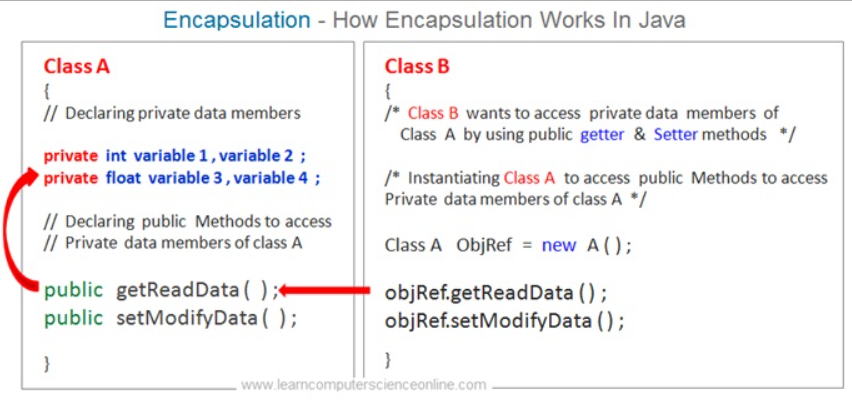 Encapsulation - How Encapsulation Works In Java
Class A
{
// Declaring private data members
private int variable 1 , variable 2 ;
private float variable 3 , variable 4 ;
// Declaring public Methods to access
// Private data members of class A
public getReadData ( ) ;
public setModifyData ( ) ;
}
Class B
{
/* Class B wants to access private data members of
Class A by using public getter & Setter methods */
/* Instantiating Class A to access public Methods to access
Private data members of class A */
Class A ObjRef = new A ( ) ;
objRef.getReadData ( ) ;
objRef.setModifyData ( ) ;
}
www.learncomputerscienceonline.com